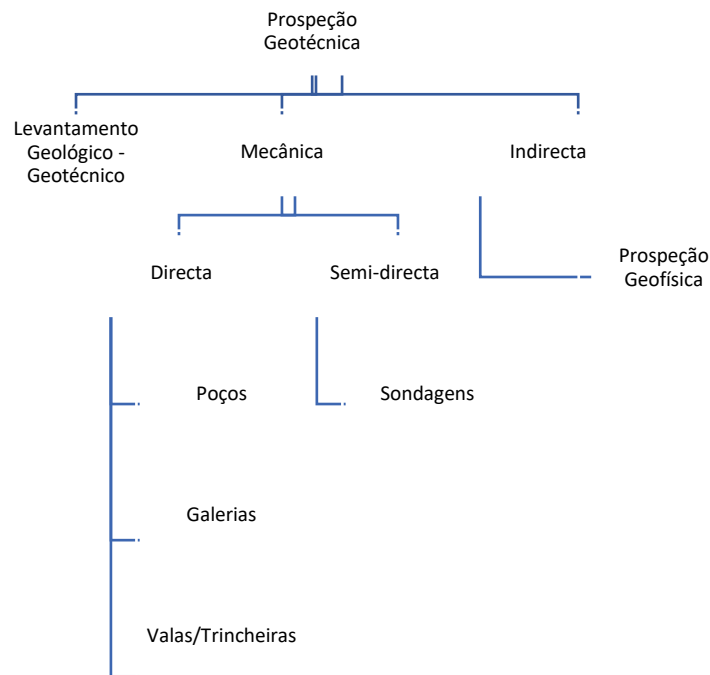 Prospeção
Geotécnica
Levantamento
Geológico -
Geotécnico
Mecânica
Indirecta
Directa
Semi-directa
Prospeção
Geofísica
Poços
Sondagens
Galerias
Valas/Trincheiras